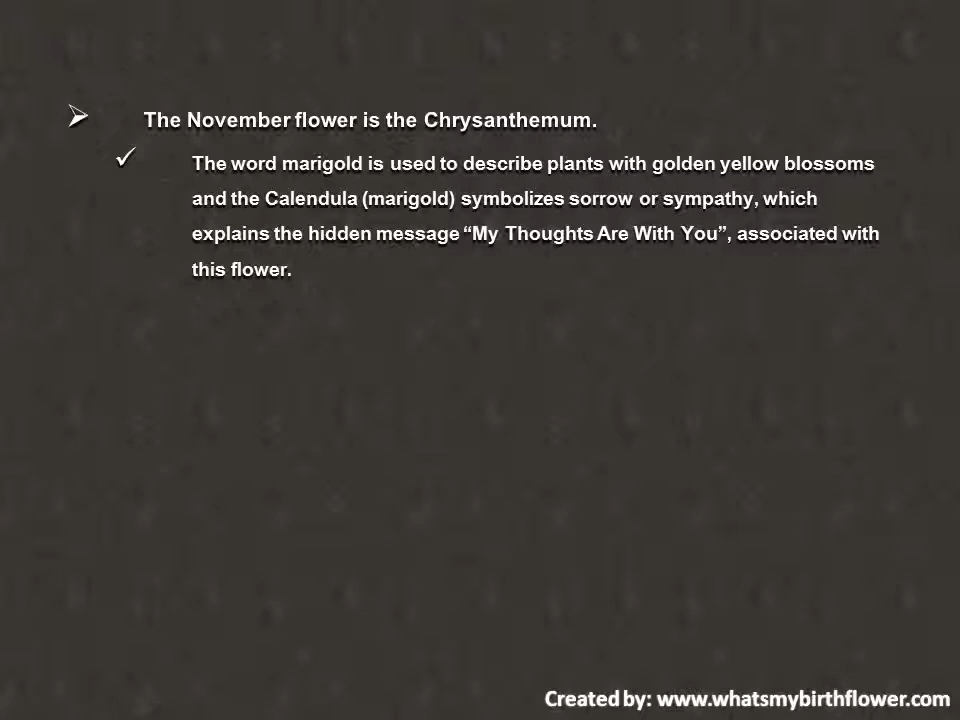 The November flower is the Chrysanthemum.
The word marigold is used to describe plants with golden yellow blossoms
and the Calendula (marigold) symbolizes sorrow or sympathy, which
explains the hidden message “My Thoughts Are With You”, associated with
this flower.
Created by: www.whatsmybirthflower.com